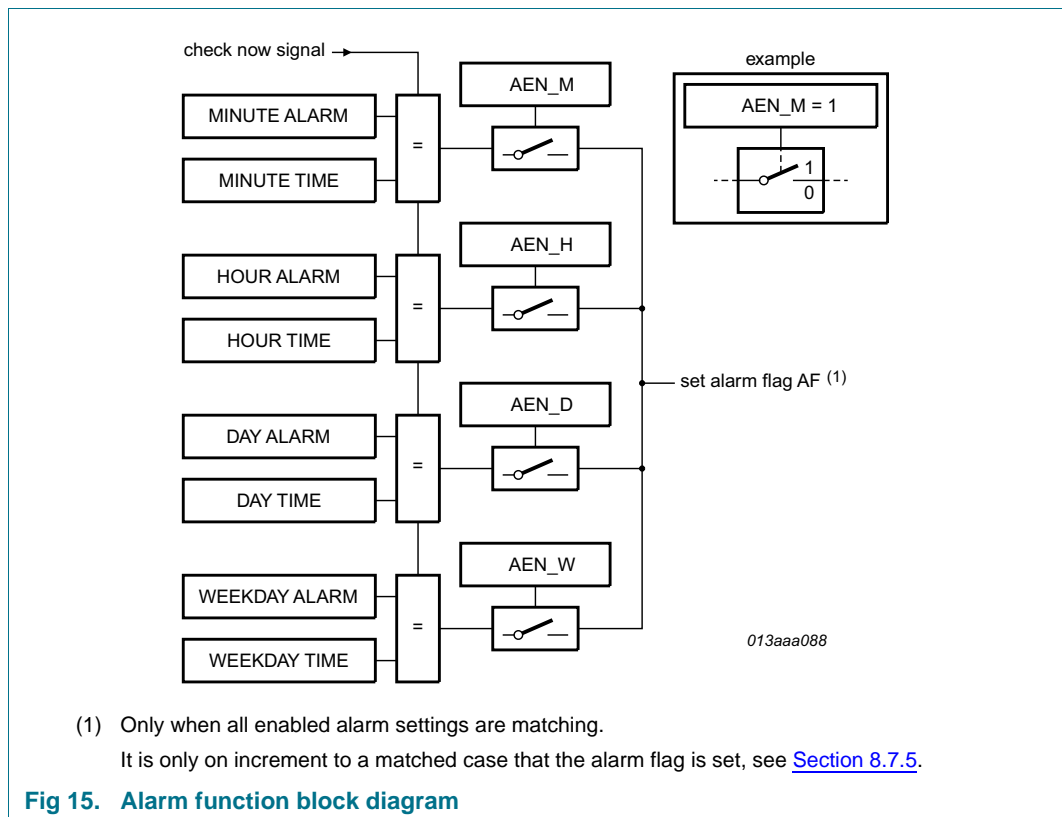 check now signal
example
MINUTE ALARM
MINUTE TIME
=
AEN_M
AEN_M = 1
1
0
HOUR ALARM
HOUR TIME
=
AEN_H
set alarm flag AF (1)
DAY ALARM
DAY TIME
=
AEN_D
WEEKDAY ALARM
WEEKDAY TIME
=
AEN_W
013aaa088
(1) Only when all enabled alarm settings are matching.
It is only on increment to a matched case that the alarm flag is set, see Section 8.7.5.
Fig 15. Alarm function block diagram